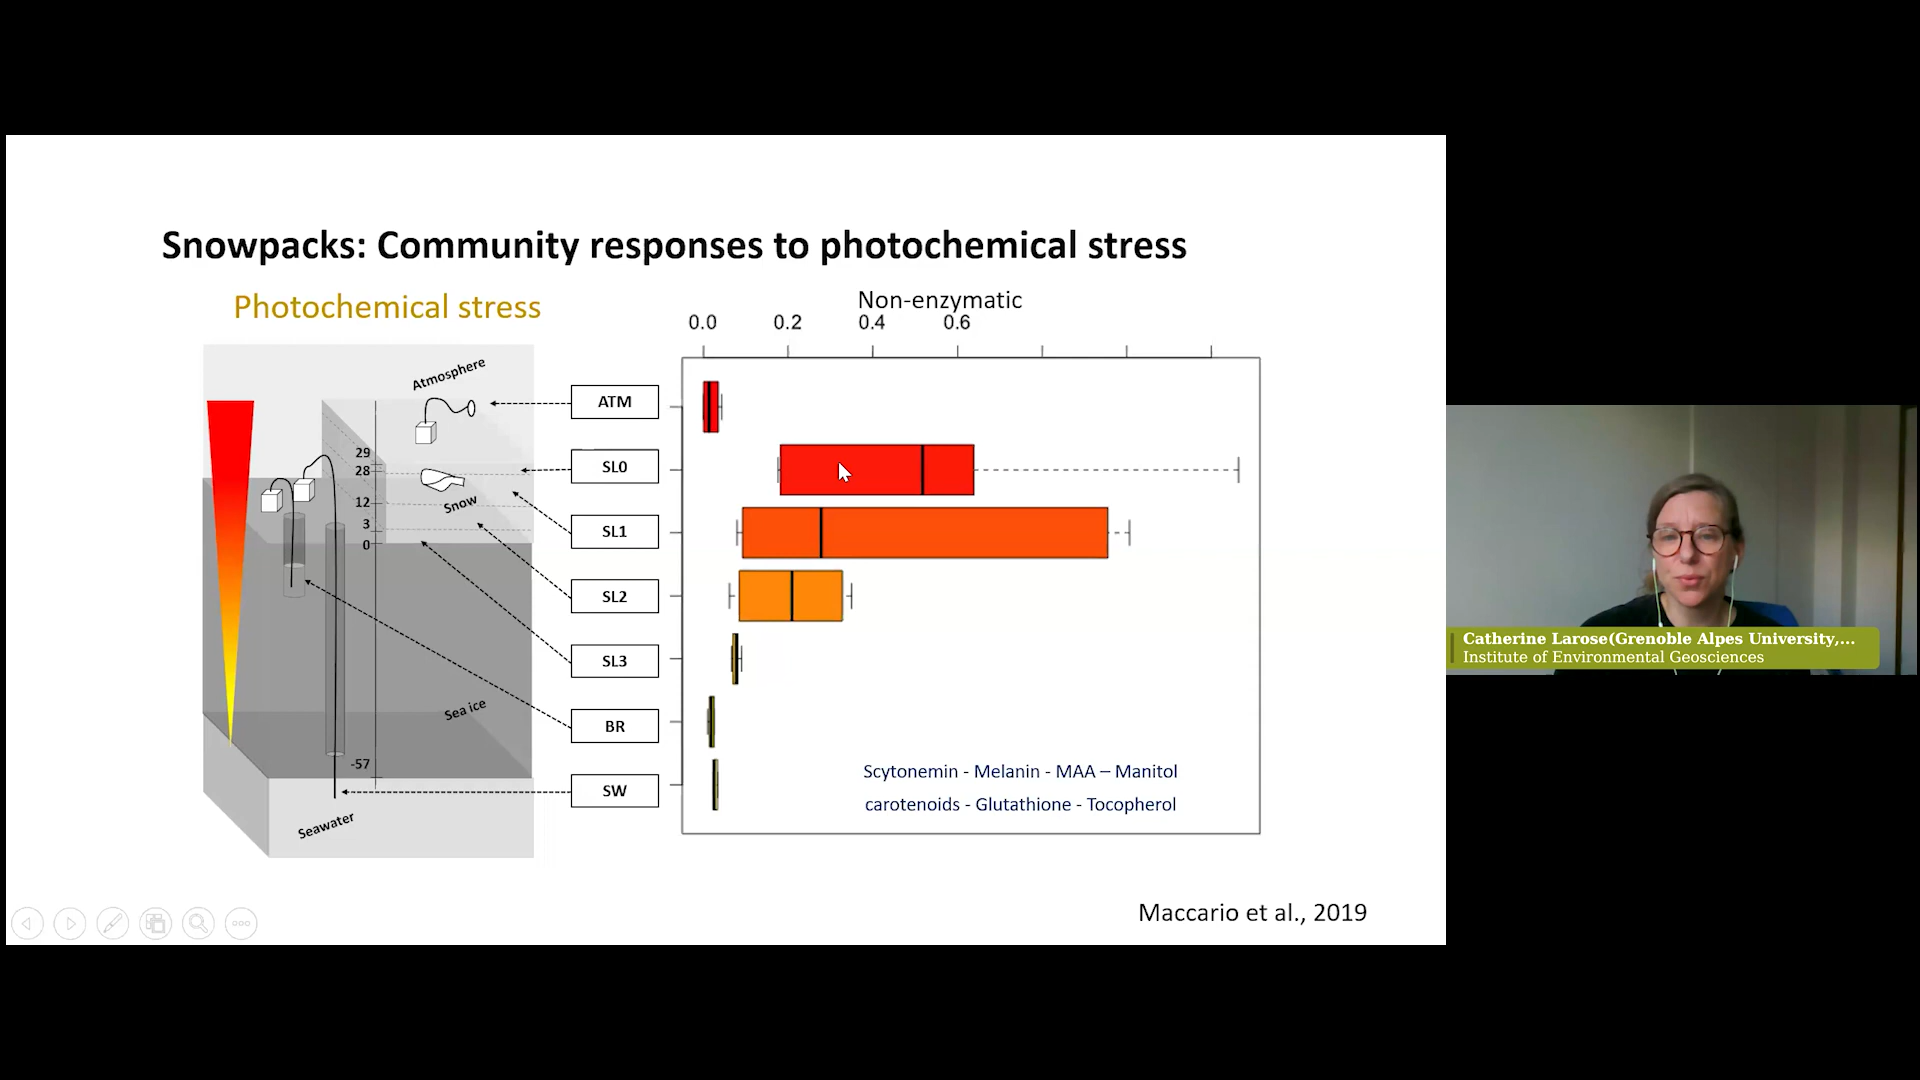 Snowpacks: Community responses to photochemical stress
Photochemical stress
Non-enzymatic
0.0 0.2 0.4 0.6
Atmosphere
ATM
29
28
SL0
12
Snow
3
SL1
0
SL2
SL3
Sea ice
BR
-57
Scytonemin - Melanin - MAA – Manitol
SW
carotenoids - Glutathione - Tocopherol
Seawater
Maccario et al., 2019
Catherine Larose(Grenoble Alpes University,...
Institute of Environmental Geosciences